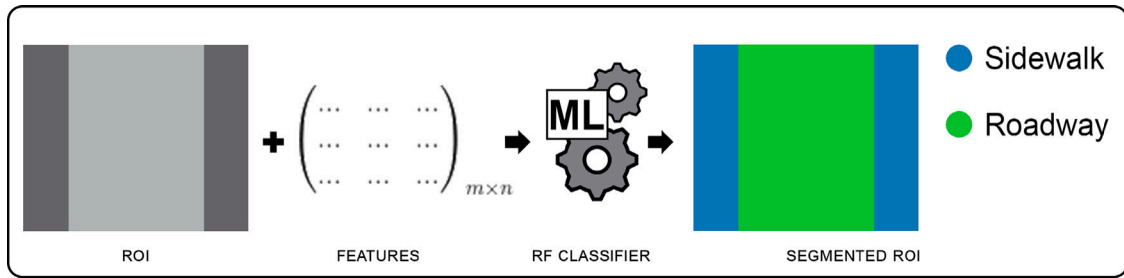 Sidewalk
Roadway
( ... ... ...
... ... ...
... ... ... ) m×n
ML
ROI
FEATURES
RF CLASSIFIER
SEGMENTED ROI